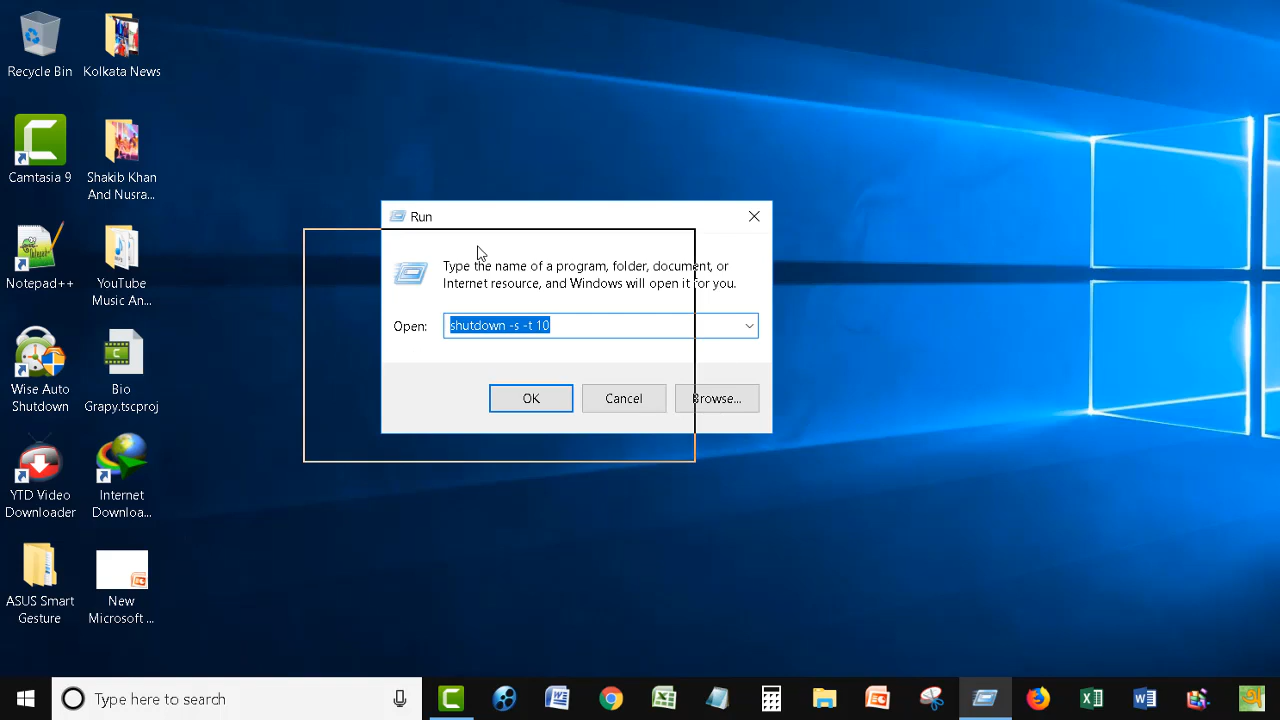 Recycle Bin
Kolkata News
Camtasia 9
Shakib Khan
And Nusra...
Notepad++
YouTube
Music An...
Wise Auto
Shutdown
Bio
Grapy.tscproj
YTD Video
Downloader
Internet
Downloa...
ASUS Smart
Gesture
New
Microsoft ...
Run
Type the name of a program, folder, document, or
Internet resource, and Windows will open it for you.
Open:
shutdown -s -t 10
OK
Cancel
Browse...
Type here to search